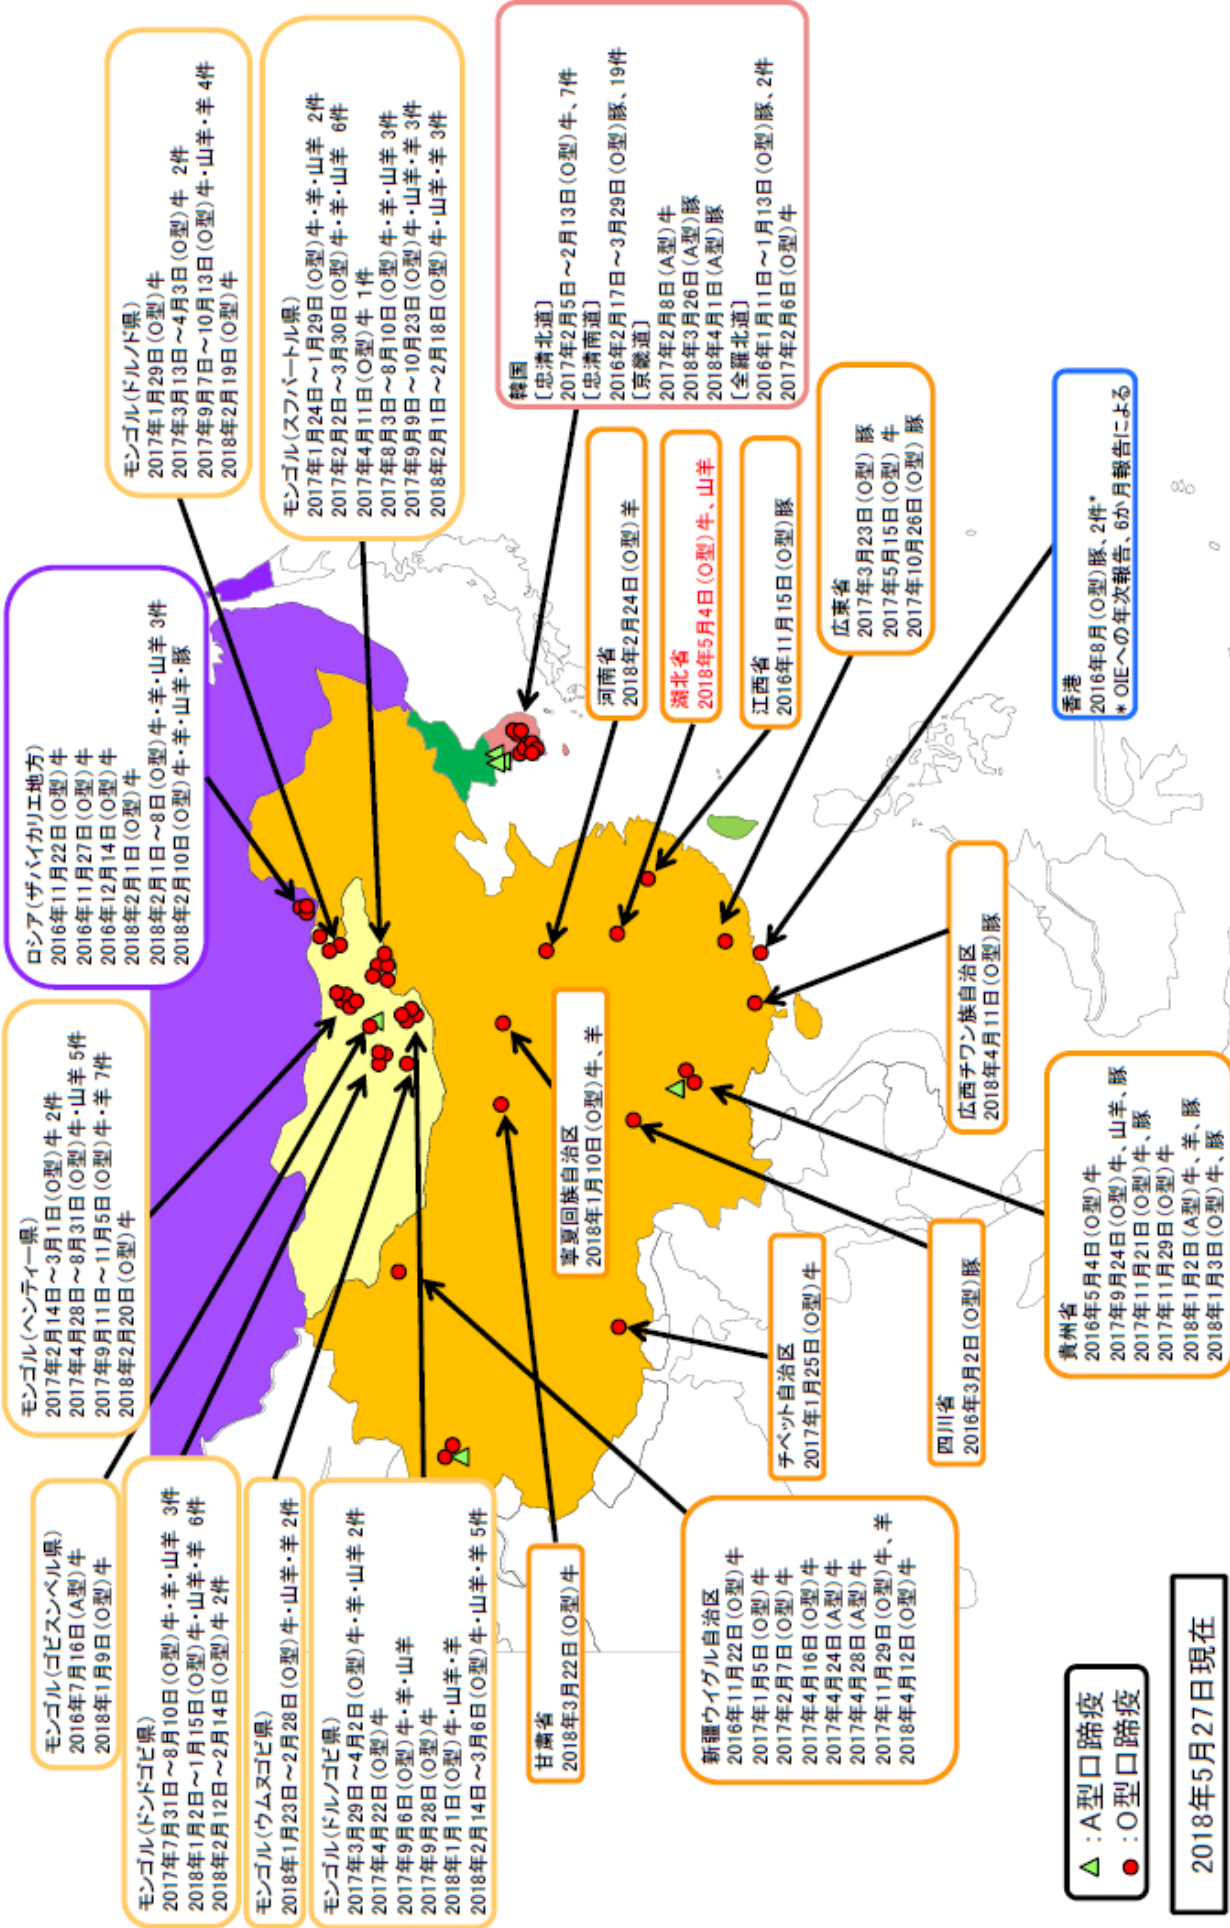 モンゴル(ゴビスンベル県)
2016年7月16日(A型)牛
2018年1月9日(O型)牛
モンゴル(ドンドゴビ県)
2017年7月31日～8月10日(O型)牛・羊・山羊 3件
2018年1月2日～1月15日(O型)牛・山羊・羊 6件
2018年2月12日～2月14日(O型)牛 2件
モンゴル(ウムヌゴビ県)
2018年1月23日～2月28日(O型)牛・山羊・羊 2件
モンゴル(ドルノゴビ県)
2017年3月29日～4月2日(O型)牛・羊・山羊 2件
2017年4月22日(O型)牛
2017年9月6日(O型)牛・羊・山羊
2017年9月28日(O型)牛
2018年1月1日(O型)牛・山羊・羊
2018年2月14日～3月6日(O型)牛・山羊・羊 5件
モンゴル(ヘンティー県)
2017年2月14日～3月1日(O型)牛 2件
2017年4月28日～8月31日(O型)牛・山羊 5件
2017年9月11日～11月5日(O型)牛・羊 7件
2018年2月20日(O型)牛
ロシア(ザバイカリエ地方)
2016年11月22日(O型)牛
2016年11月27日(O型)牛
2016年12月14日(O型)牛
2018年2月1日(O型)牛
2018年2月1日～8日(O型)牛・羊・山羊 3件
2018年2月10日(O型)牛・羊・山羊・豚
モンゴル(ドルノド県)
2017年1月29日(O型)牛
2017年3月13日～4月3日(O型)牛 2件
2017年9月7日～10月13日(O型)牛・山羊・羊 4件
2018年2月19日(O型)牛
モンゴル(スフバートル県)
2017年1月24日～1月29日(O型)牛・羊・山羊 2件
2017年2月2日～3月30日(O型)牛・羊・山羊 6件
2017年4月11日(O型)牛 1件
2017年8月3日～8月10日(O型)牛・羊・山羊 3件
2017年9月9日～10月23日(O型)牛・山羊・羊 3件
2018年2月1日～2月18日(O型)牛・山羊・羊 3件
韓国
[忠清北道]
2017年2月5日～2月13日(O型)牛、7件
[忠清南道]
2016年2月17日～3月29日(O型)豚、19件
[京畿道]
2017年2月8日(A型)牛
2018年3月26日(A型)豚
2018年4月1日(A型)豚
[全羅北道]
2016年1月11日～1月13日(O型)豚、2件
2017年2月6日(O型)牛
河南省
2018年2月24日(O型)羊
湖北省
2018年5月4日(O型)牛、山羊
江西省
2016年11月15日(O型)豚
広東省
2017年3月23日(O型) 豚
2017年5月15日(O型) 牛
2017年10月26日(O型) 豚
香港
2016年8月(O型)豚、2件*
* OIEへの年次報告、6か月報告による
甘粛省
2018年3月22日(O型)牛
寧夏回族自治区
2018年1月10日(O型)牛、羊
新疆ウイグル自治区
2016年11月22日(O型)牛
2017年1月5日(O型)牛
2017年2月7日(O型)牛
2017年4月16日(O型)牛
2017年4月24日(A型)牛
2017年4月28日(A型)牛
2017年11月29日(O型)牛、羊
2018年4月12日(O型)牛
チベット自治区
2017年1月25日(O型)牛
四川省
2016年3月2日(O型)豚
広西チワン族自治区
2018年4月11日(O型)豚
貴州省
2016年5月4日(O型)牛
2017年9月24日(O型)牛、山羊、豚
2017年11月21日(O型)牛、豚
2017年11月29日(O型)牛
2018年1月2日(A型)牛、羊、豚
2018年1月3日(O型)牛、豚
:A型口蹄疫
:O型口蹄疫
2018年5月27日現在